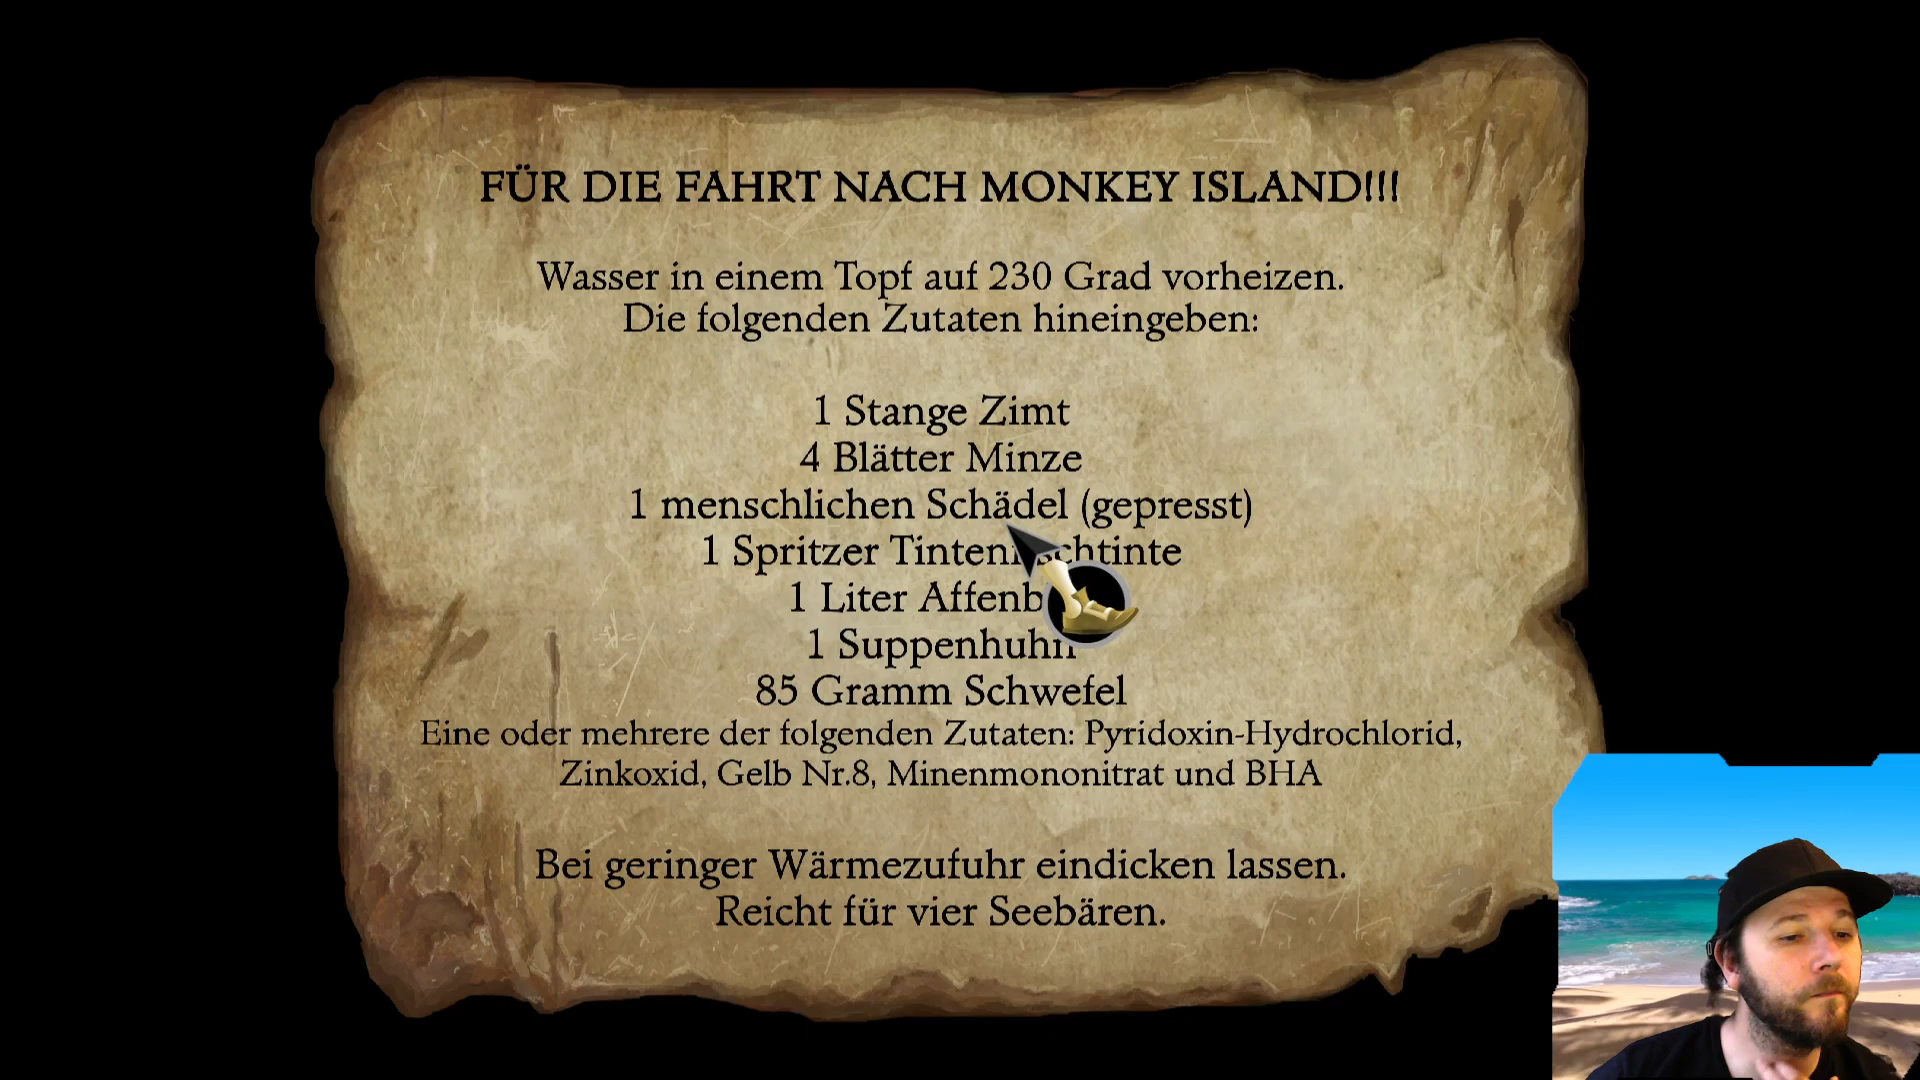 FÜR DIE FAHRT NACH MONKEY ISLAND!!!
Wasser in einem Topf auf 230 Grad vorheizen.
Die folgenden Zutaten hineingeben:
1 Stange Zimt
4 Blätter Minze
1 menschlichen Schädel (gepresst)
1 Spritzer
1 Liter
1 Suppenhuhn
85 Gramm Schwefel
Eine oder mehrere der folgenden Zutaten: Pyridoxin-Hydrochlorid,
Zinkoxid, Gelb Nr.8, Minenmononitrat und BHA
Bei geringer Wärmezufuhr eindicken lassen.
Reicht für vier Seebären.